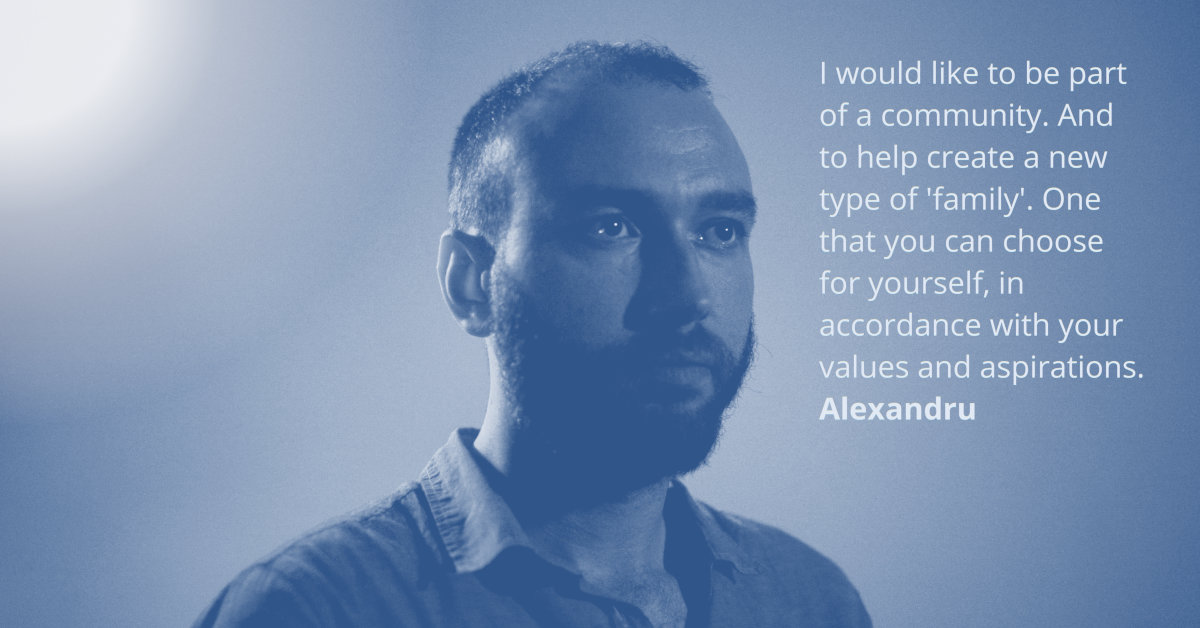 I would like to be part
of a community. And
to help create a new
type of 'family'. One
that you can choose
for yourself, in
accordance with your
values and aspirations.
Alexandru